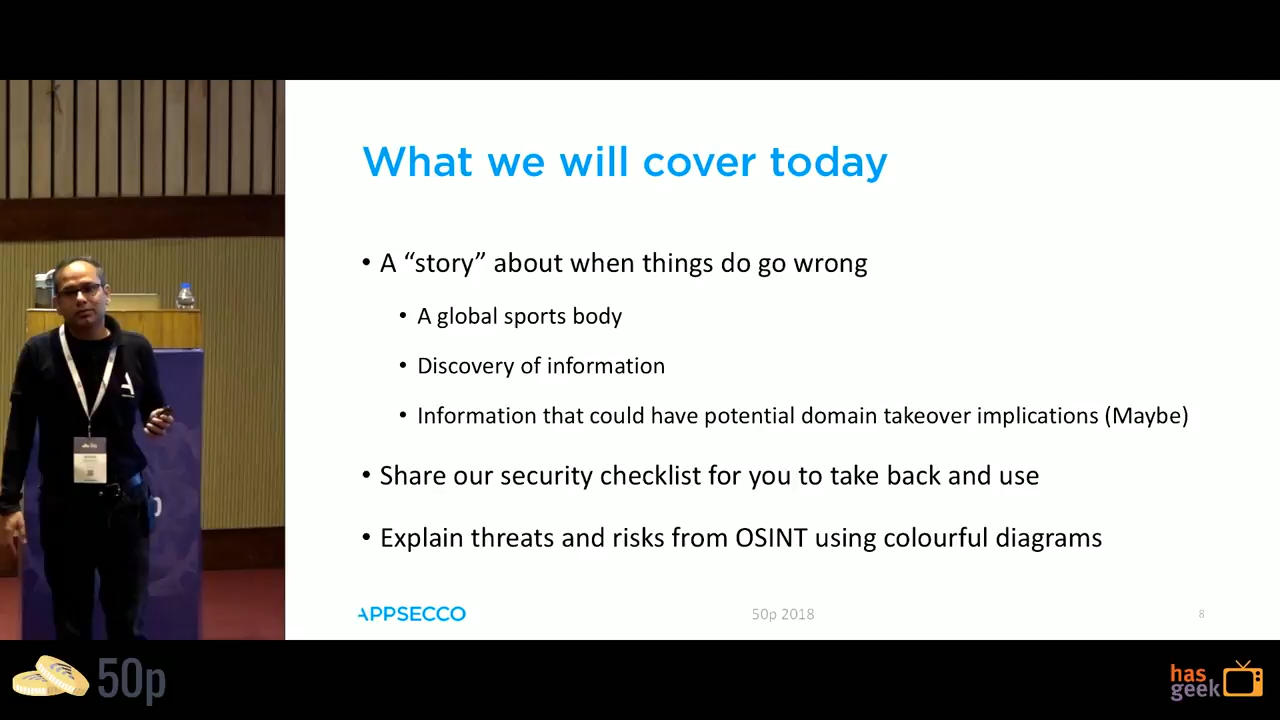 What we will cover today
• A “story” about when things do go wrong
• A global sports body
• Discovery of information
• Information that could have potential domain takeover implications (Maybe)
• Share our security checklist for you to take back and use
• Explain threats and risks from OSINT using colourful diagrams
APPSECCO
50p 2018
8
50p
has
geek